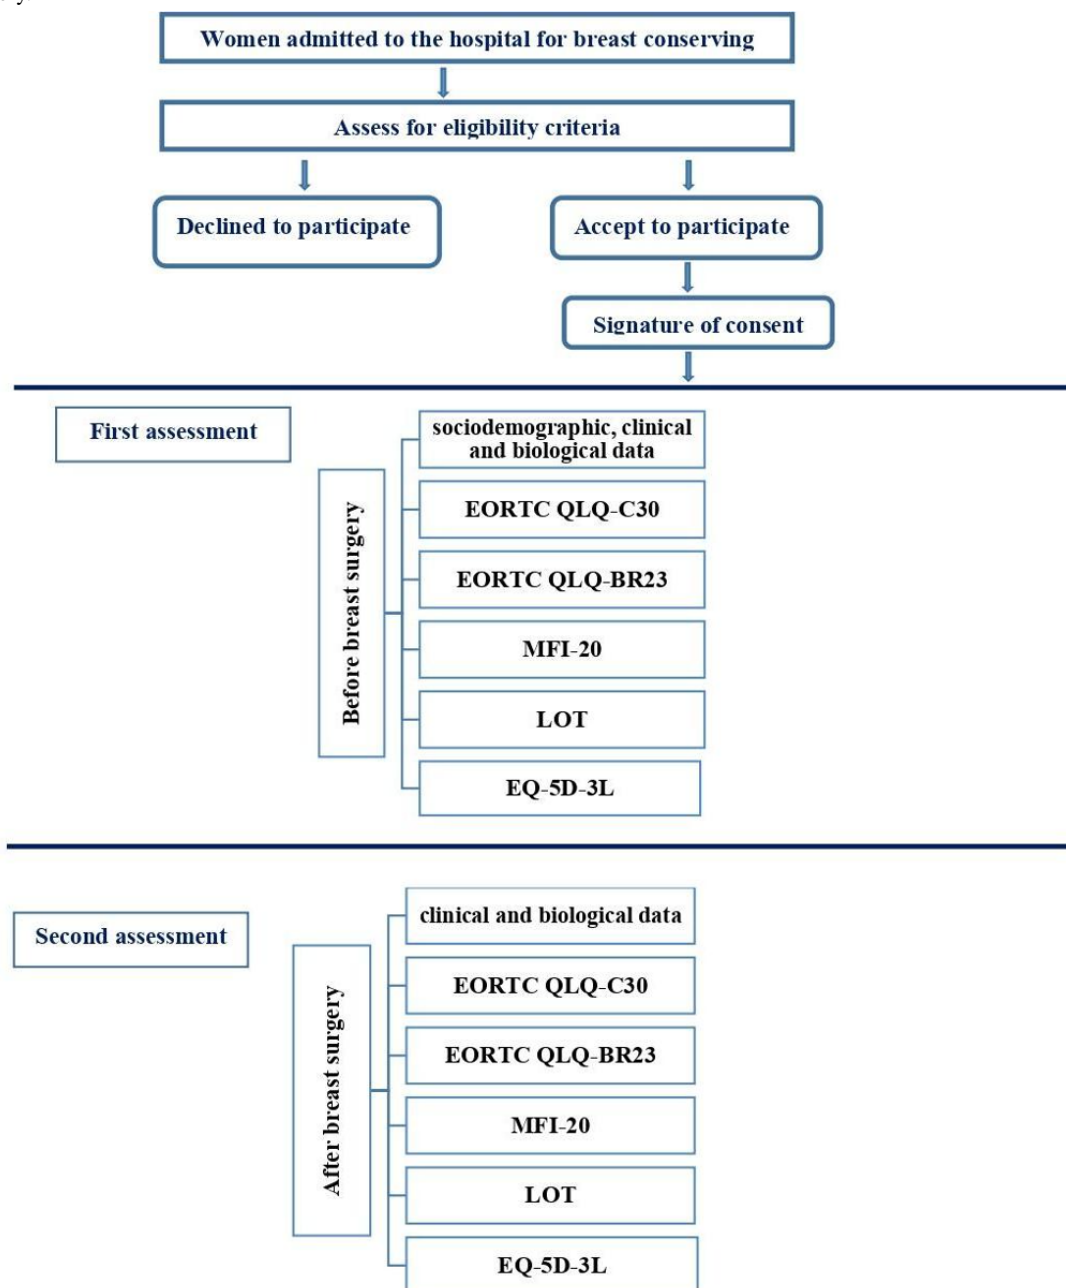 Women admitted to the hospital for breast conserving
Assess for eligibility criteria
Declined to participate
Accept to participate
Signature of consent
First assessment
Before breast surgery
sociodemographic, clinical
and biological data
EORTC QLQ-C30
EORTC QLQ-BR23
MFI-20
LOT
EQ-5D-3L
Second assessment
After breast surgery
clinical and biological data
EORTC QLQ-C30
EORTC QLQ-BR23
MFI-20
LOT
EQ-5D-3L